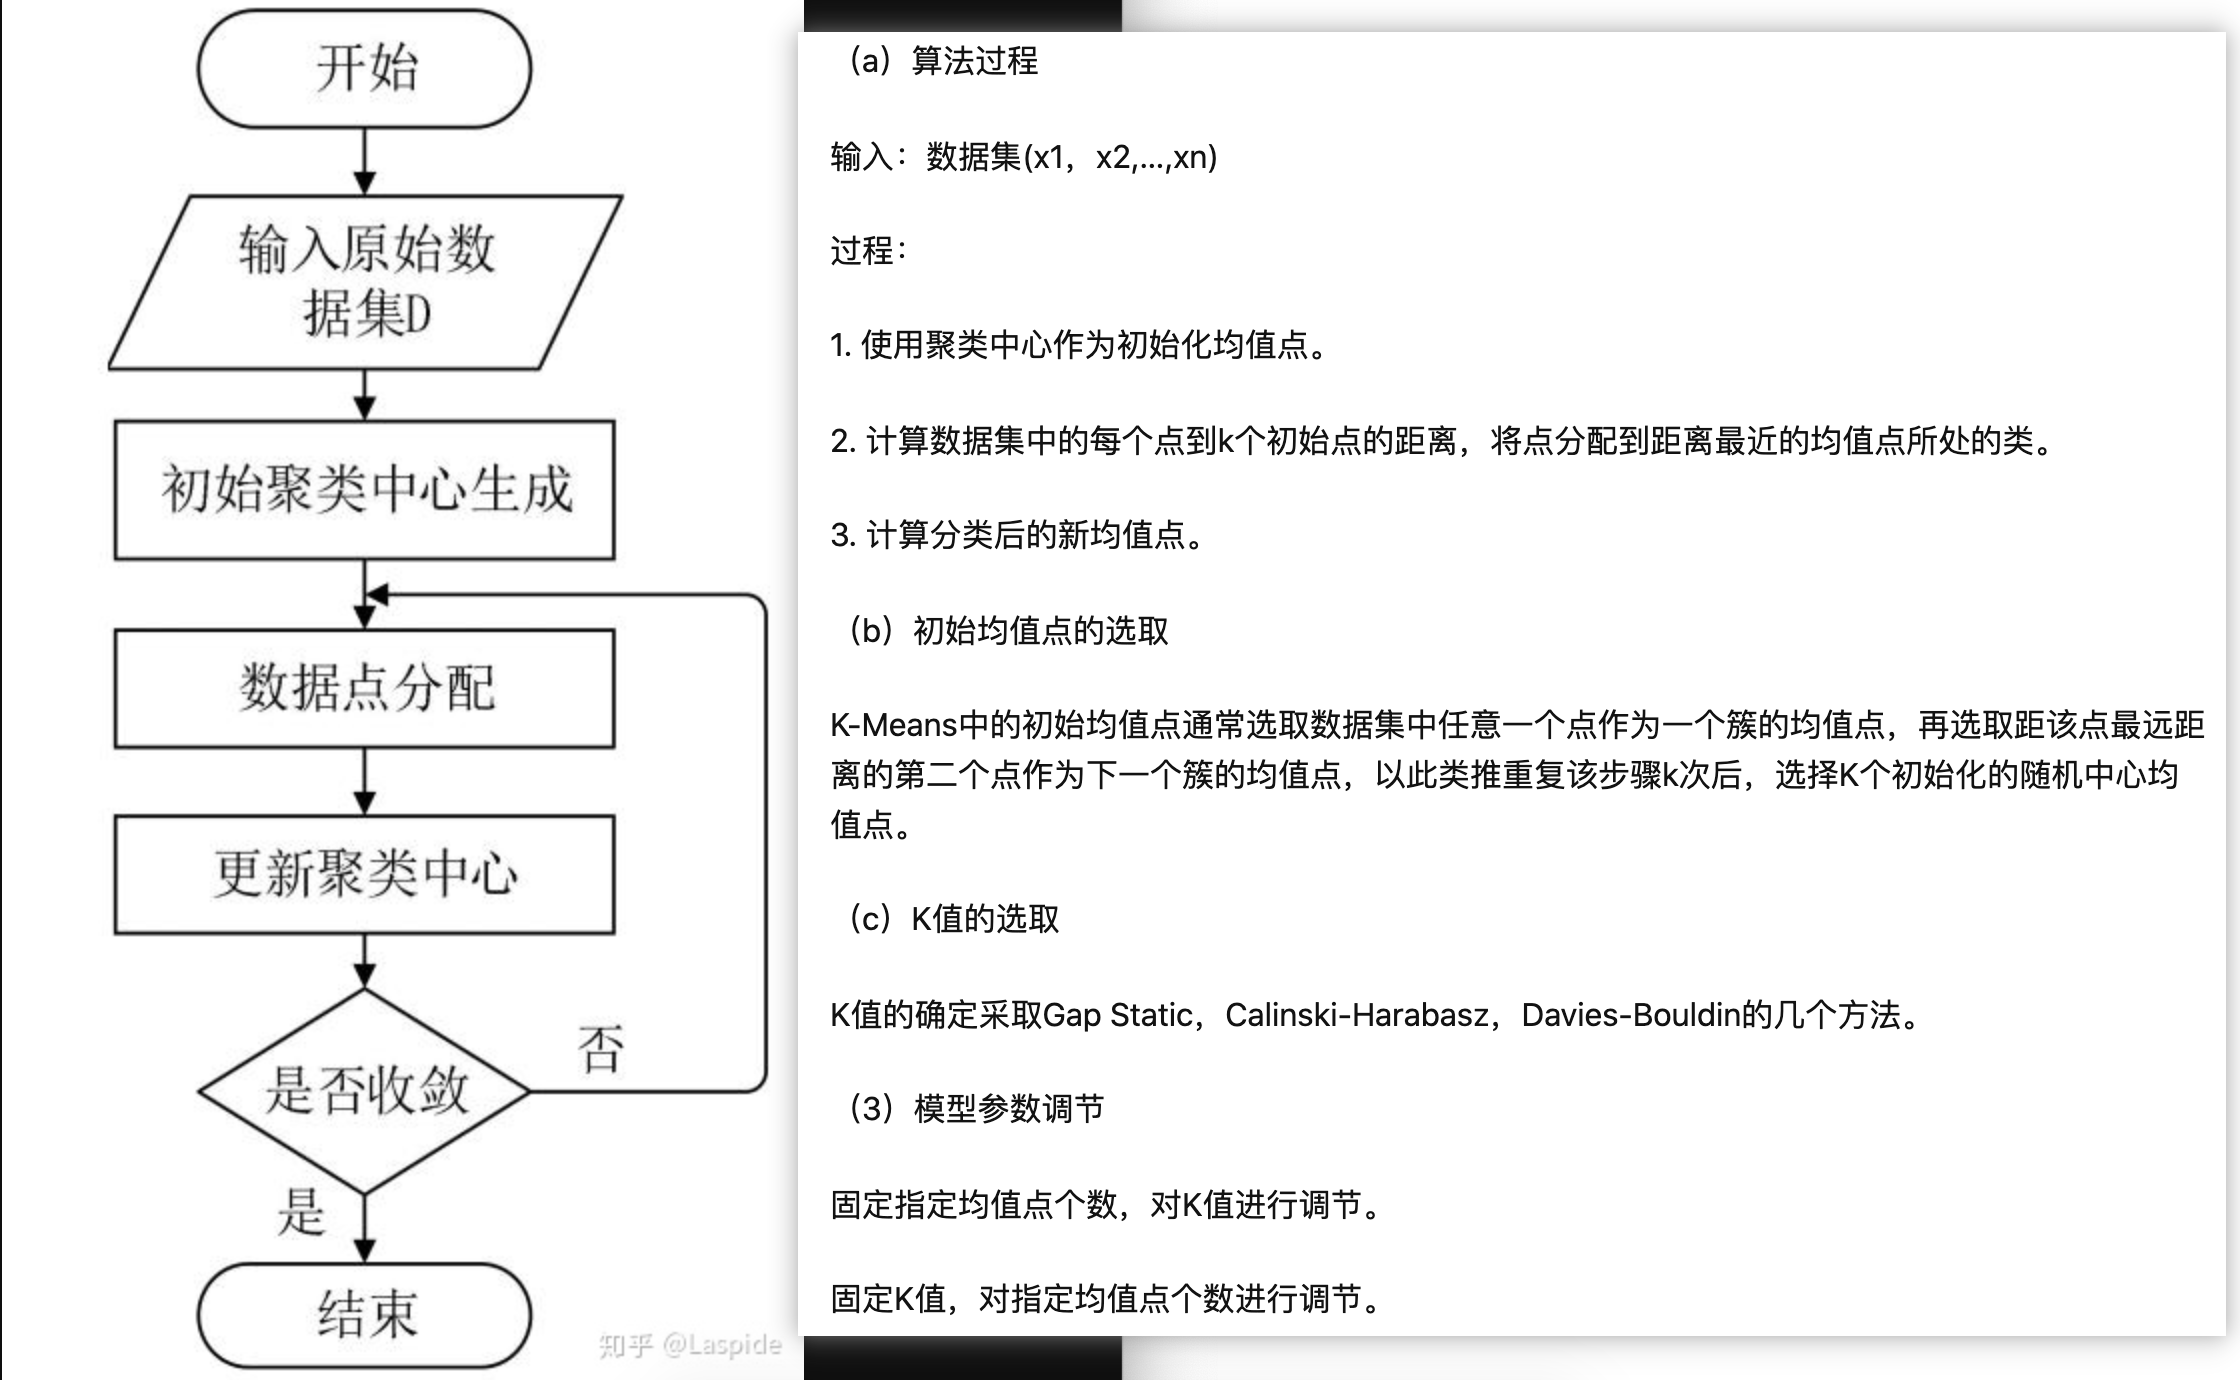 开始
输入原始数
据集D
初始聚类中心生成
数据点分配
更新聚类中心
是否收敛
否
是
结束
知乎 @Laspide
（a）算法过程
输入：数据集(x1，x2,...,xn)
过程：
1. 使用聚类中心作为初始化均值点。
2. 计算数据集中的每个点到k个初始点的距离，将点分配到距离最近的均值点所处的类。
3. 计算分类后的新均值点。
（b）初始均值点的选取
K-Means中的初始均值点通常选取数据集中任意一个点作为一个簇的均值点，再选取距该点最远距
离的第二个点作为下一个簇的均值点，以此类推重复该步骤k次后，选择K个初始化的随机中心均
值点。
（c）K值的选取
K值的确定采取Gap Static，Calinski-Harabasz，Davies-Bouldin的几个方法。
（3）模型参数调节
固定指定均值点个数，对K值进行调节。
固定K值，对指定均值点个数进行调节。